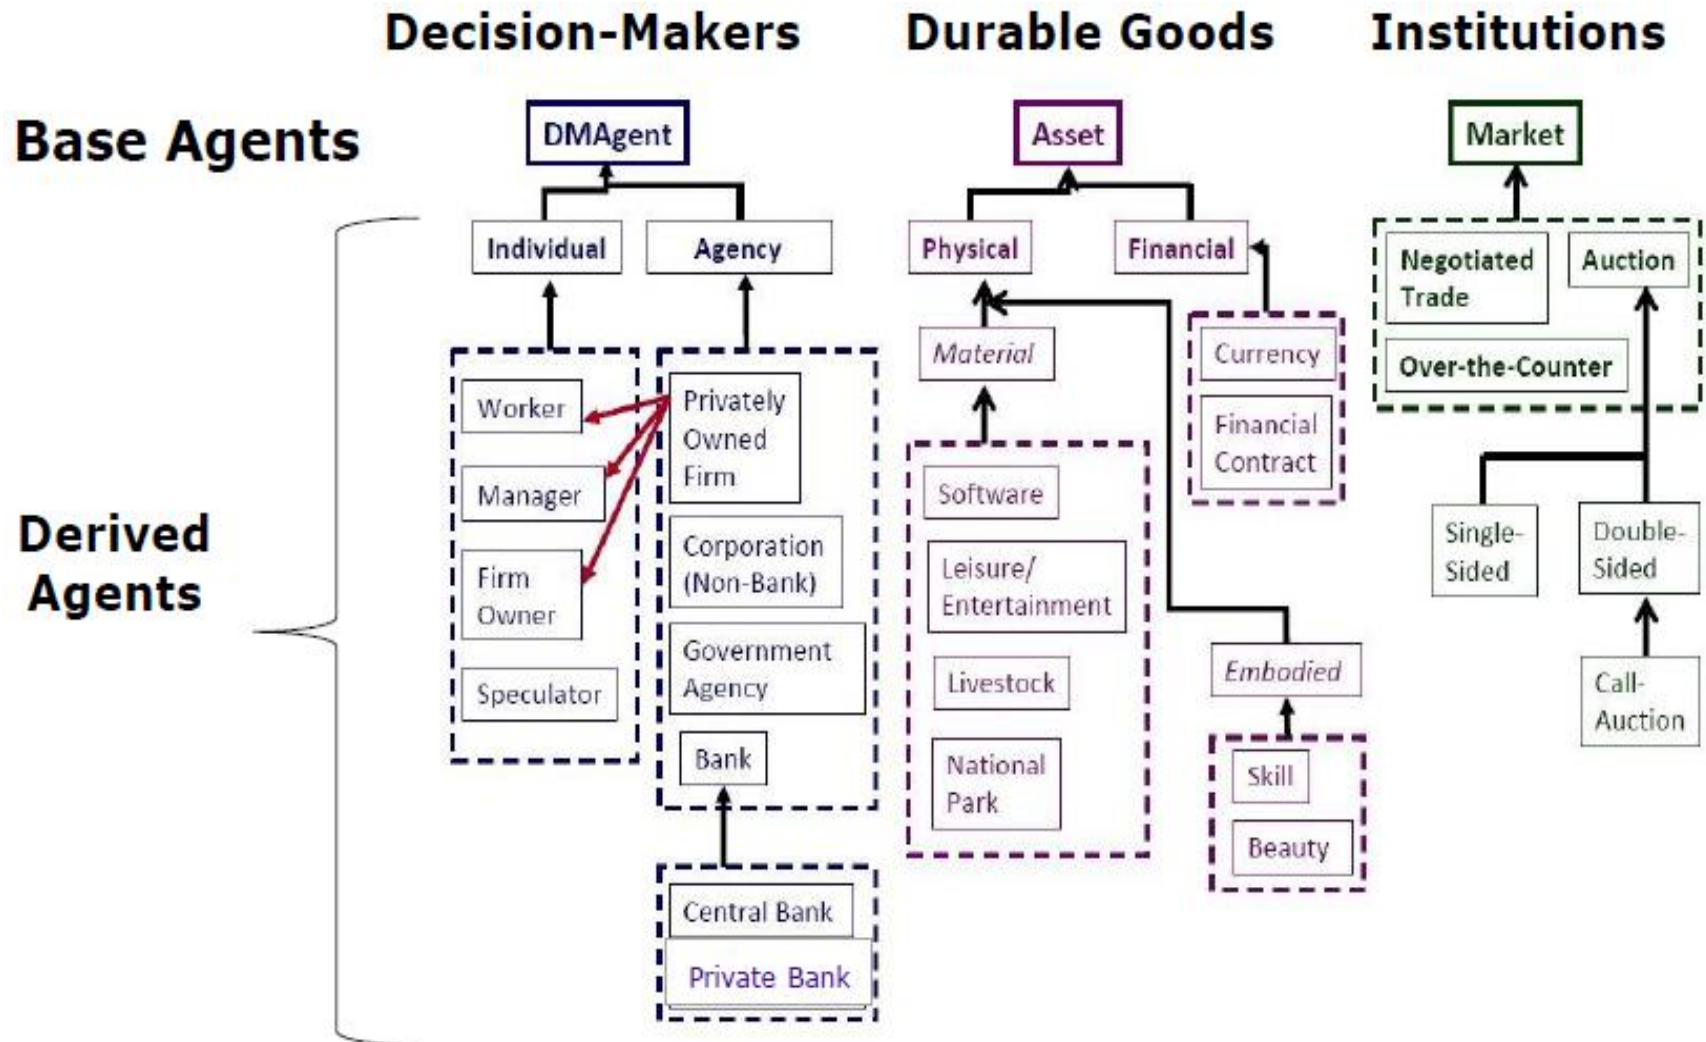 Decision-Makers
Durable Goods
Institutions
Base Agents
DMAgent
Asset
Market
Individual
Agency
Physical
Financial
Negotiated
Trade
Auction
Over-the-Counter
Worker
Manager
Firm
Owner
Speculator
Privately
Owned
Firm
Corporation
(Non-Bank)
Government
Agency
Bank
Central Bank
Private Bank
Material
Software
Leisure/
Entertainment
Livestock
National
Park
Currency
Financial
Contract
Embodied
Skill
Beauty
Single-
Sided
Double-
Sided
Call-
Auction
Derived
Agents